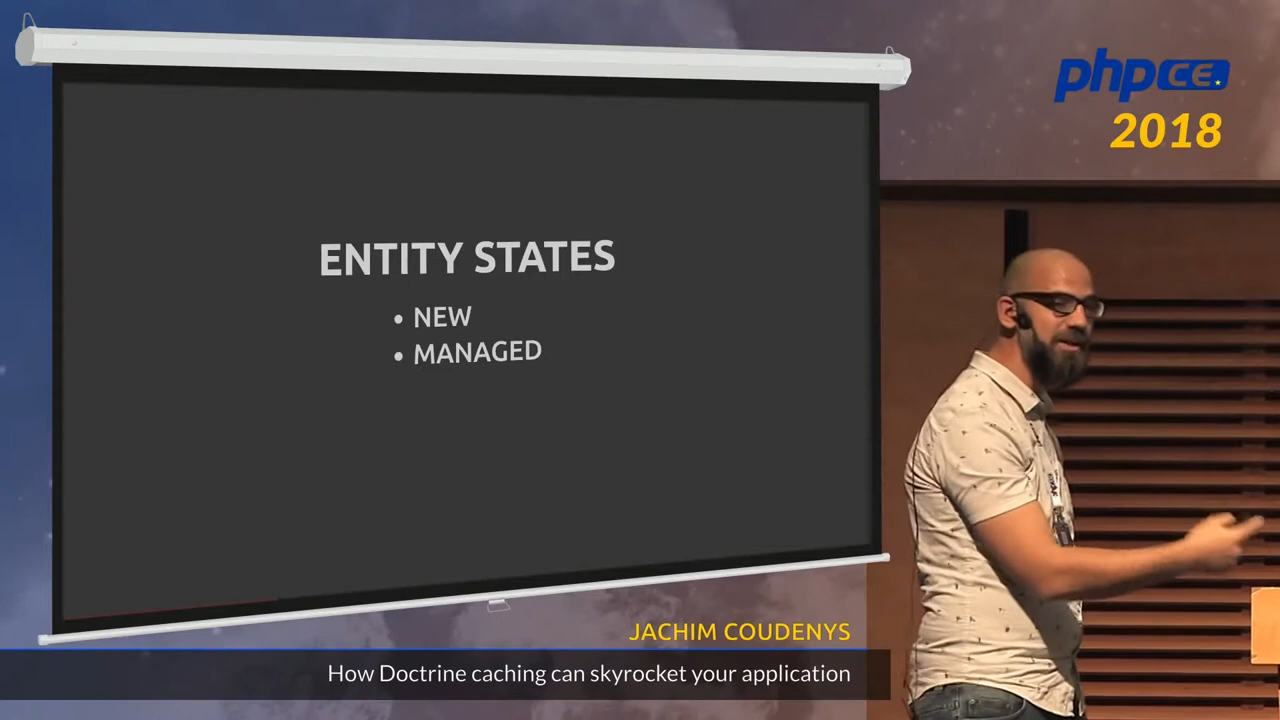 phpCE
2018
ENTITY STATES
• NEW
• MANAGED
JACHIM COUDENYS
How Doctrine caching can skyrocket your application